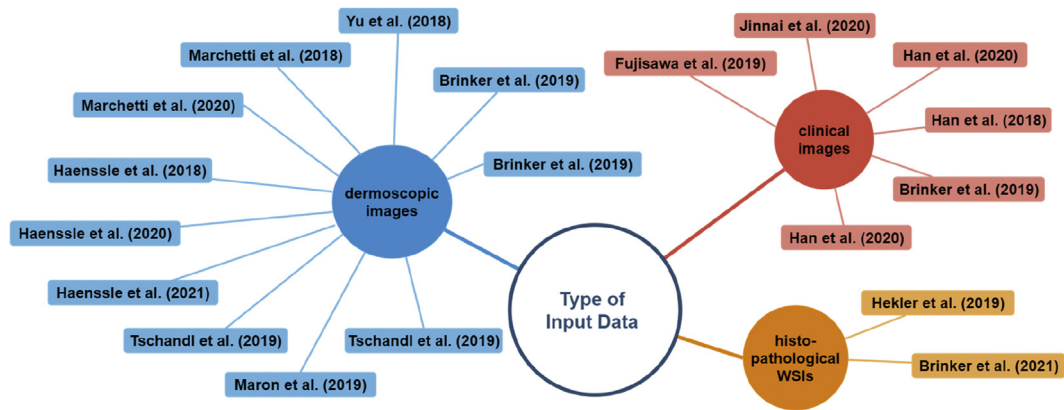 Yu et al. (2018)
Marchetti et al. (2018)
Brinker et al. (2019)
Marchetti et al. (2020)
Haenssle et al. (2018)
Brinker et al. (2019)
dermoscopic
images
Haenssle et al. (2020)
Haenssle et al. (2021)
Tschandl et al. (2019)
Tschandl et al. (2019)
Maron et al. (2019)
Type of
Input Data
Jinnai et al. (2020)
Fujisawa et al. (2019)
Han et al. (2020)
Han et al. (2018)
clinical
images
Brinker et al. (2019)
Han et al. (2020)
Hekler et al. (2019)
histo-
pathological
WSIs
Brinker et al. (2021)